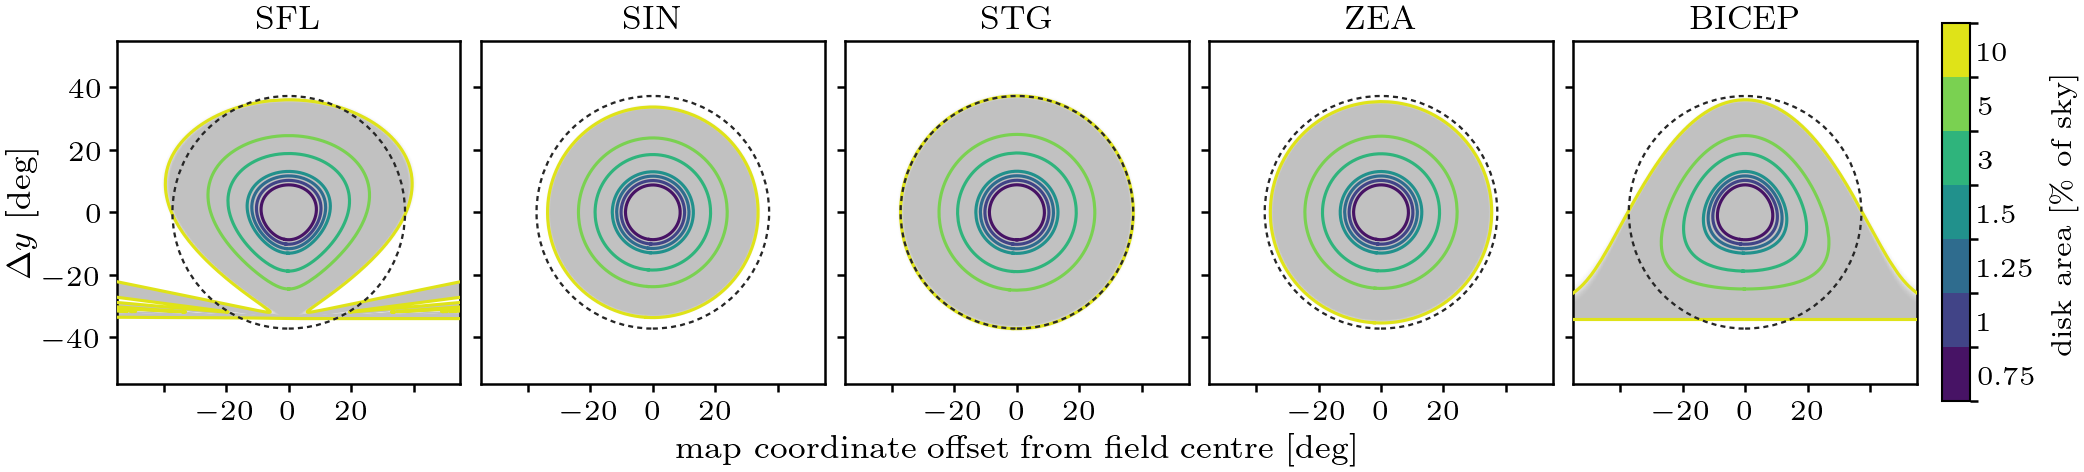 SFL SIN STG ZEA BICEP
Δy [deg]
40
20
0
−20
−40
−20 0 20
−20 0 20
−20 0 20
−20 0 20
−20 0 20
map coordinate offset from field centre [deg]
10
5
3
1.5
1.25
1
0.75
disk area [% of sky]